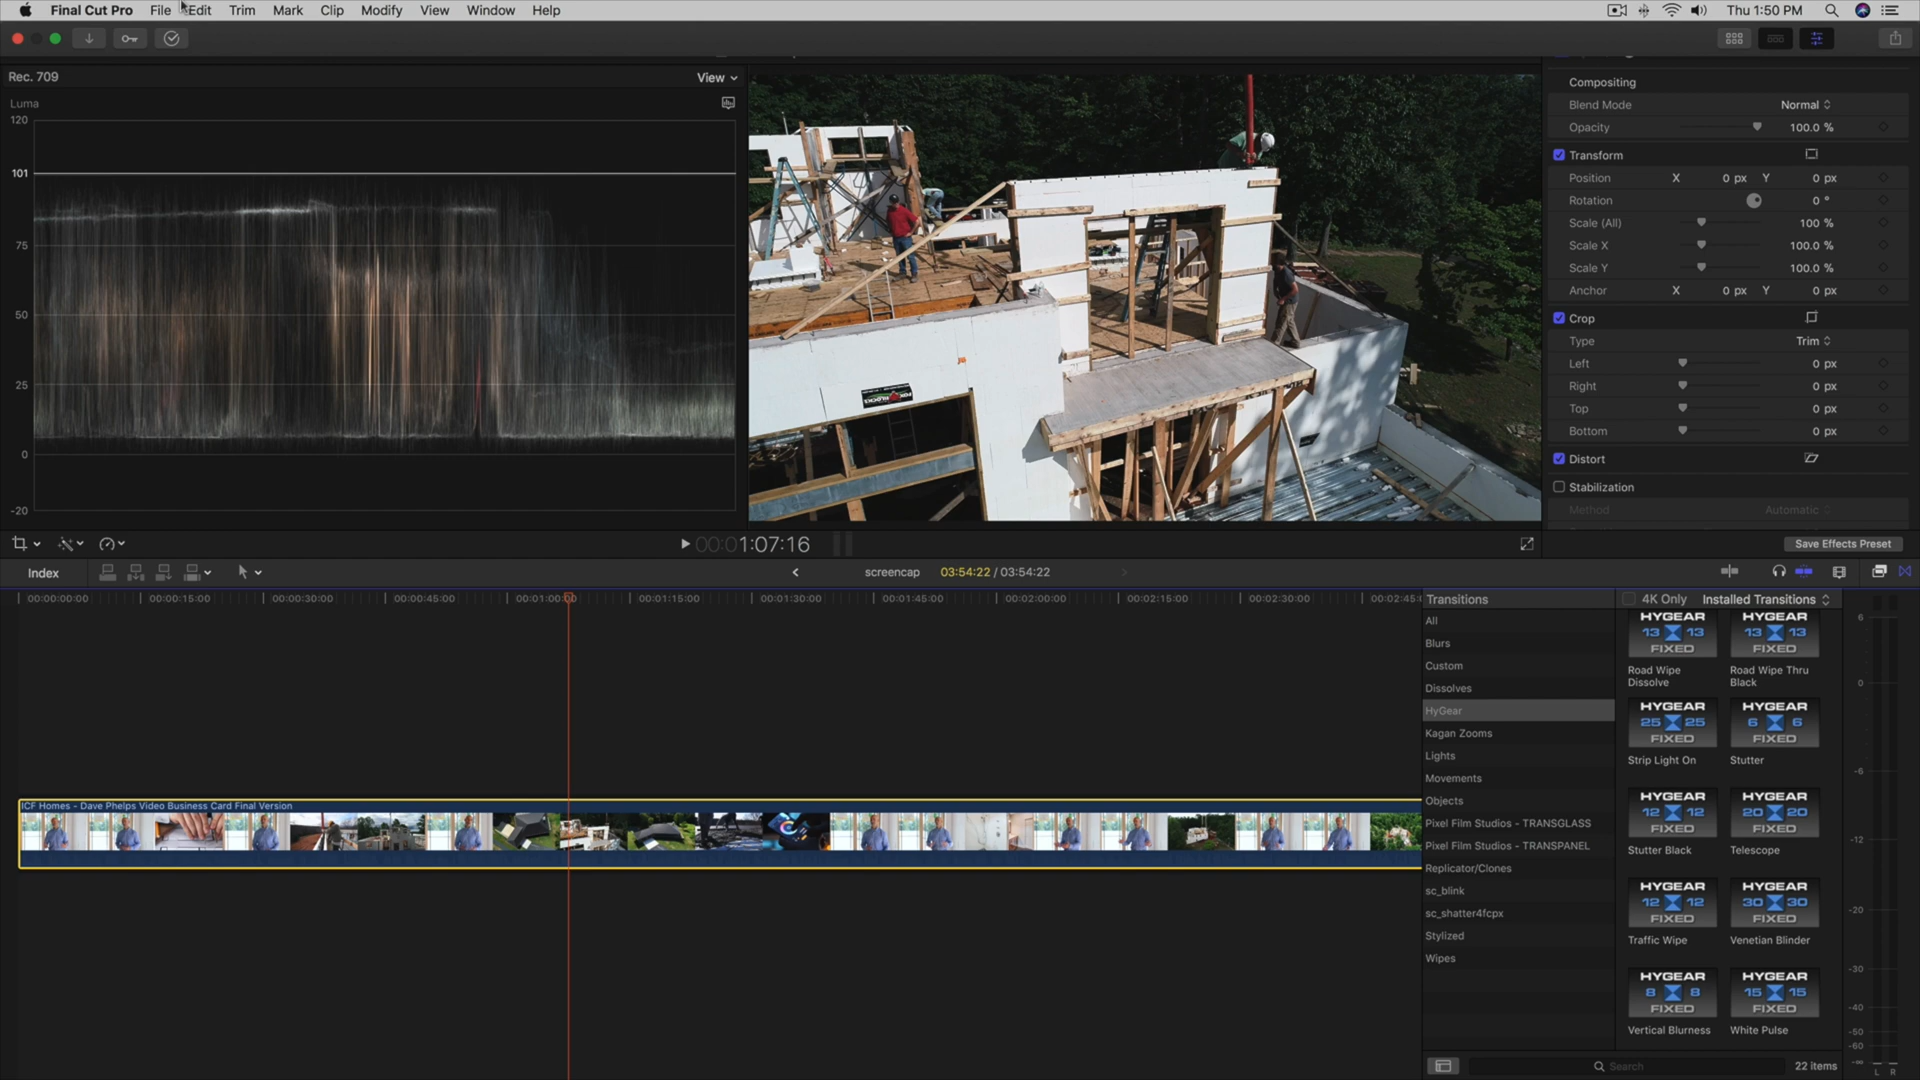 Final Cut Pro File Edit Trim Mark Clip Modify View Window Help
Thu 1:50 PM
Rec. 709
View
Luma
120
101
75
50
25
0
-20
FOX BLOCKS
Compositing
Blend Mode Normal
Opacity 100.0 %
Transform
Position X 0 px Y 0 px
Rotation 0 °
Scale (All) 100 %
Scale X 100.0 %
Scale Y 100.0 %
Anchor X 0 px Y 0 px
Crop
Type Trim
Left 0 px
Right 0 px
Top 0 px
Bottom 0 px
Distort
Stabilization
Method Automatic
00:01:07:16
Save Effects Preset
Index
screencap 03:54:22 / 03:54:22
00:00:00:00 00:00:15:00 00:00:30:00 00:00:45:00 00:01:00:00 00:01:15:00 00:01:30:00 00:01:45:00 00:02:00:00 00:02:15:00 00:02:30:00 00:02:45:
ICF Homes - Dave Phelps Video Business Card Final Version
Transitions
4K Only Installed Transitions
All
Blurs
Custom
Dissolves
HyGear
Kagan Zooms
Lights
Movements
Objects
Pixel Film Studios - TRANSGLASS
Pixel Film Studios - TRANSPANEL
Replicator/Clones
sc_blink
sc_shatter4fcpx
Stylized
Wipes
HYGEAR HYGEAR
13 13 13 13
FIXED FIXED
Road Wipe Road Wipe Thru
Dissolve Black
HYGEAR HYGEAR
25 25 6 6
FIXED FIXED
Strip Light On Stutter
HYGEAR HYGEAR
12 12 20 20
FIXED FIXED
Stutter Black Telescope
HYGEAR HYGEAR
12 12 30 30
FIXED FIXED
Traffic Wipe Venetian Blinder
HYGEAR HYGEAR
8 8 15 15
FIXED FIXED
Vertical Blurness White Pulse
Search
22 items
6
0
-6
-12
-20
-30
-40
-50
-60
-∞
L R